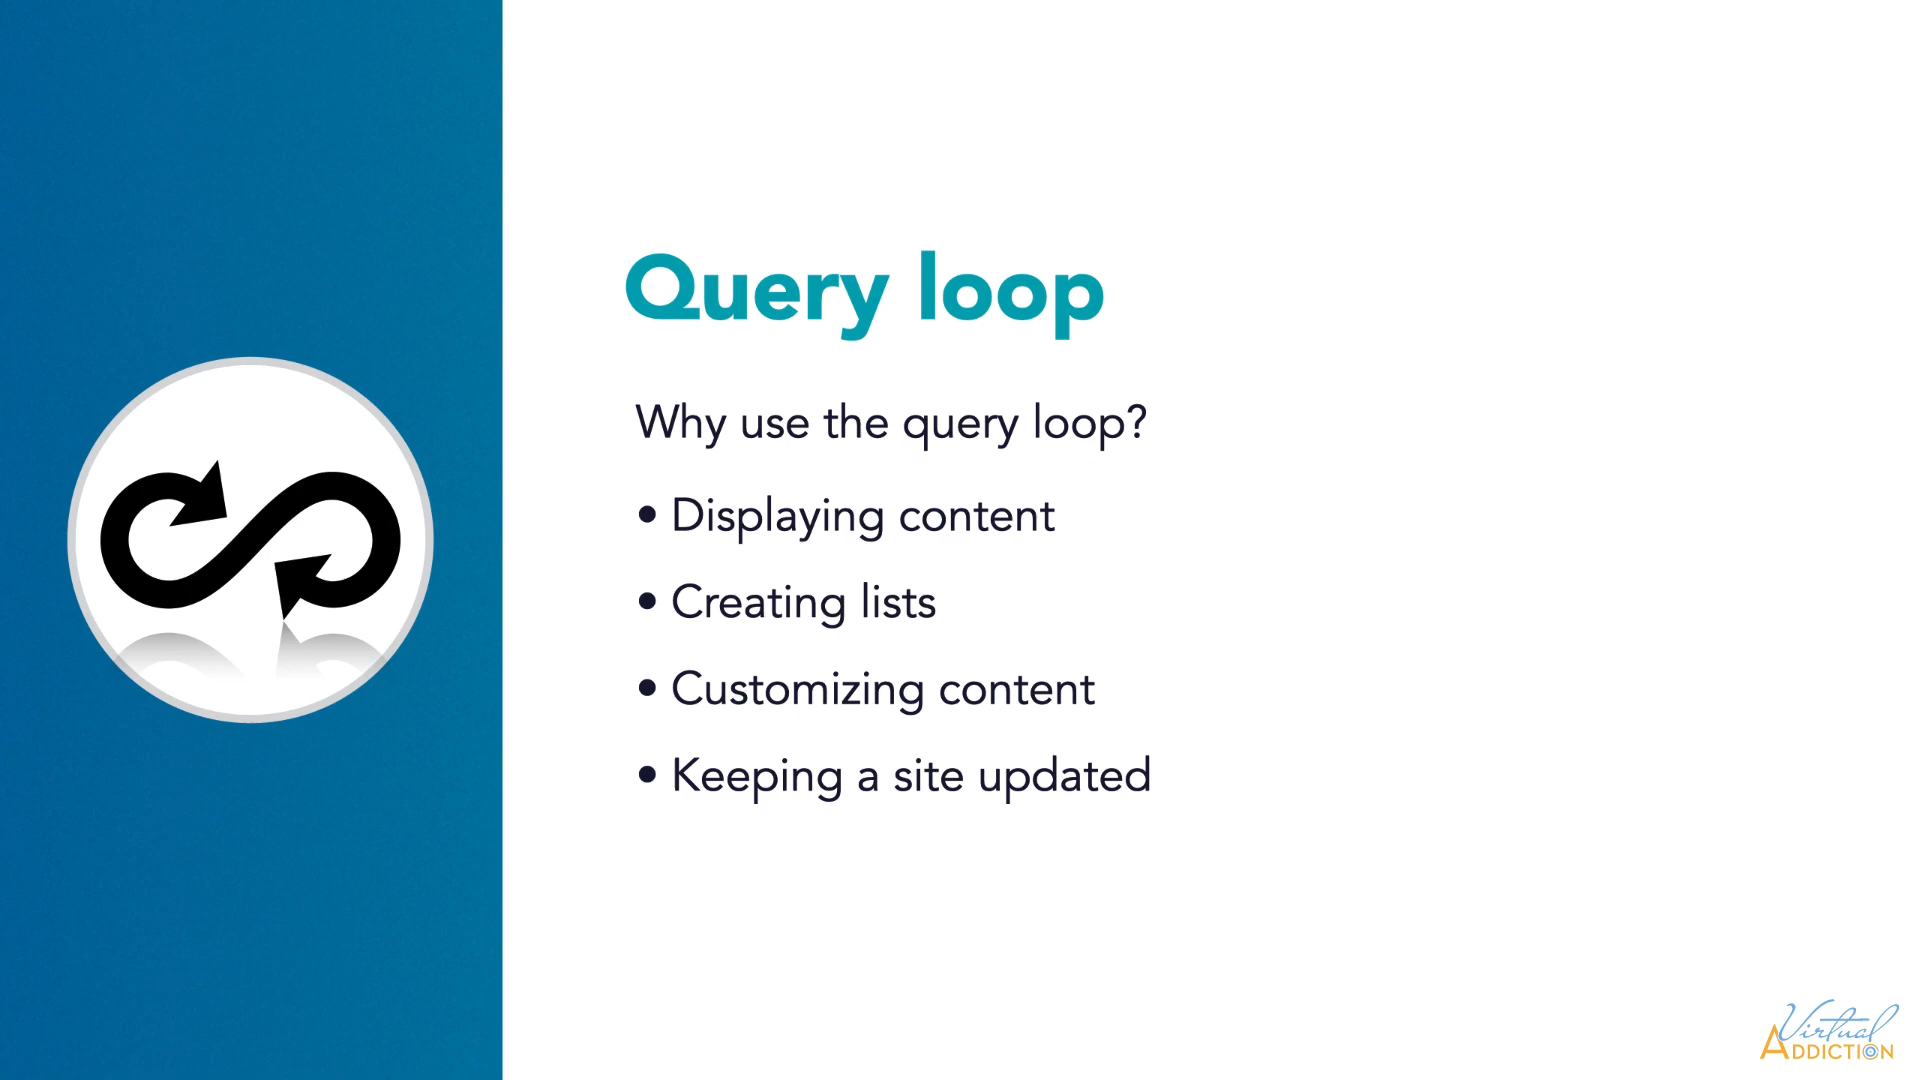 Query loop
Why use the query loop?
• Displaying content
• Creating lists
• Customizing content
• Keeping a site updated
Virtual
ADDICTION